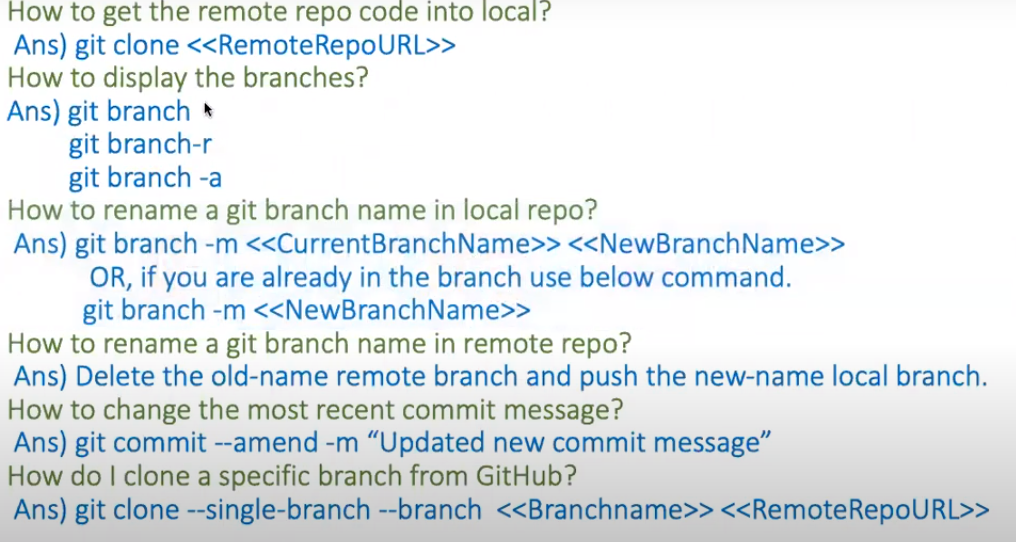 How to get the remote repo code into local?
Ans) git clone <<RemoteRepoURL>>
How to display the branches?
Ans) git branch
git branch-r
git branch -a
How to rename a git branch name in local repo?
Ans) git branch -m <<CurrentBranchName>> <<NewBranchName>>
OR, if you are already in the branch use below command.
git branch -m <<NewBranchName>>
How to rename a git branch name in remote repo?
Ans) Delete the old-name remote branch and push the new-name local branch.
How to change the most recent commit message?
Ans) git commit --amend -m “Updated new commit message”
How do I clone a specific branch from GitHub?
Ans) git clone --single-branch --branch <<Branchname>> <<RemoteRepoURL>>